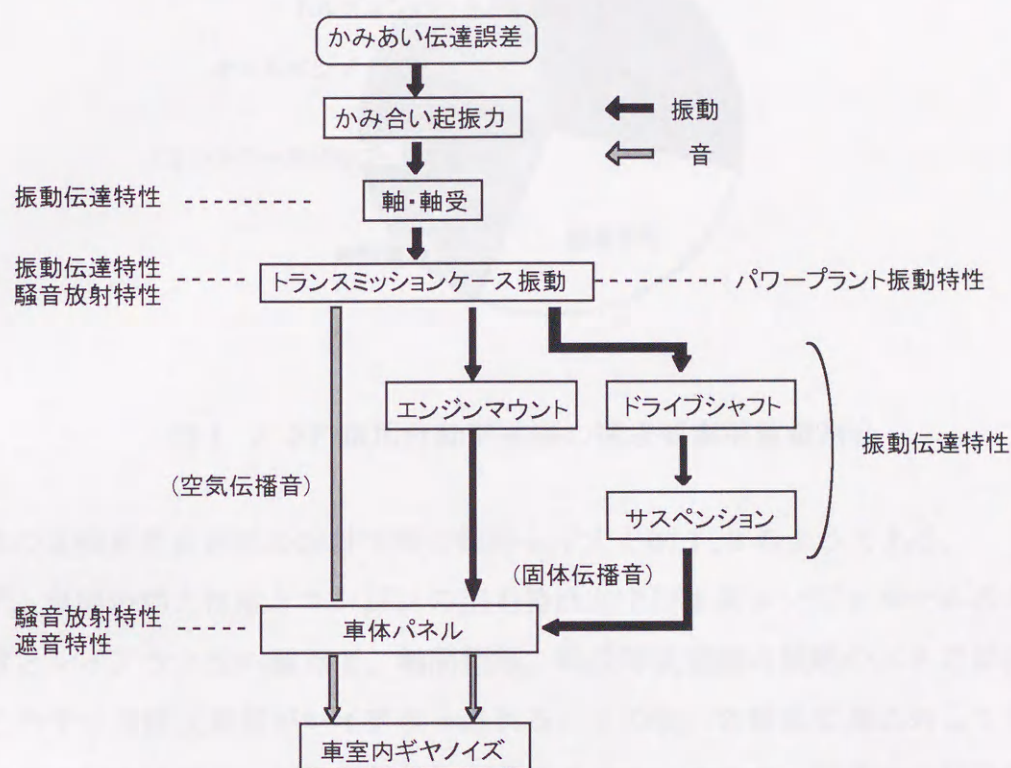 かみあい伝達誤差
かみ合い起振力
振動
音
振動伝達特性
軸・軸受
振動伝達特性
騒音放射特性
トランスミッションケース振動
パワープラント振動特性
エンジンマウント
ドライブシャフト
振動伝達特性
(空気伝播音)
サスペンション
(固体伝播音)
騒音放射特性
遮音特性
車体パネル
車室内ギヤノイズ